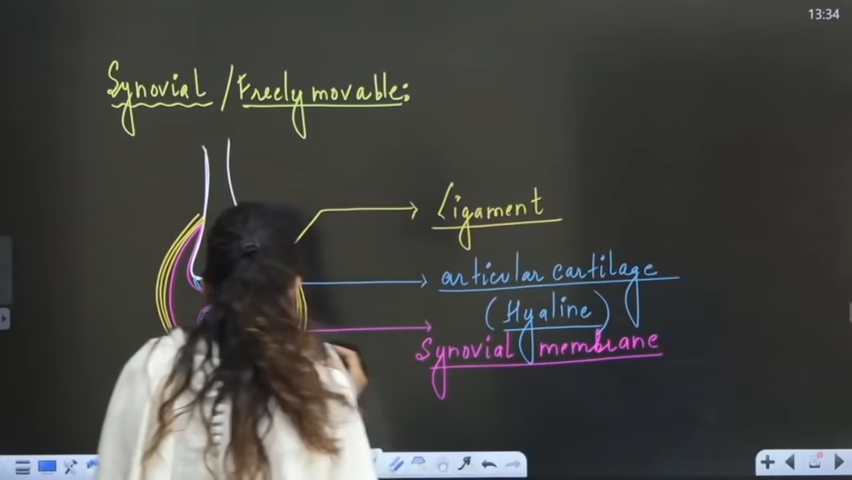 13:34
Synovial / Freely movable:
Ligament
articular cartilage
(Hyaline)
Synovial membrane